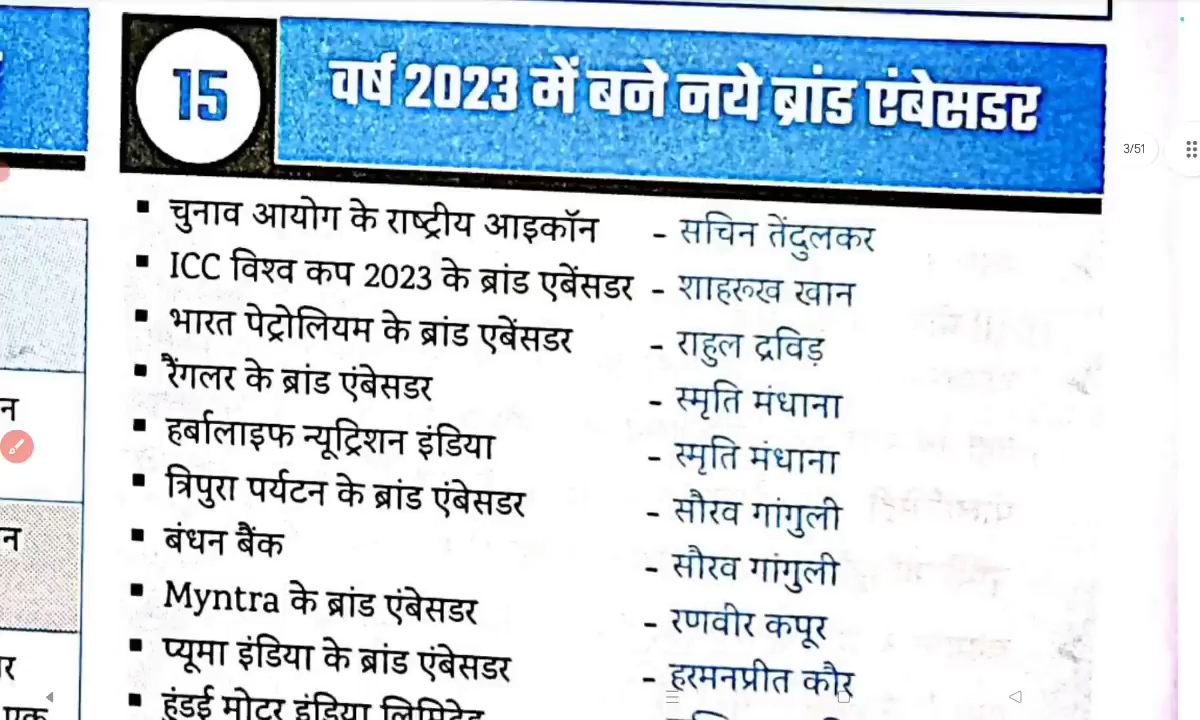 15
वर्ष 2023 में बने नये ब्रांड एंबेसडर
3/51
▪ चुनाव आयोग के राष्ट्रीय आइकॉन - सचिन तेंदुलकर
▪ ICC विश्व कप 2023 के ब्रांड एबेंसडर - शाहरूख खान
▪ भारत पेट्रोलियम के ब्रांड एबेंसडर - राहुल द्रविड़
▪ रैंगलर के ब्रांड एंबेसडर - स्मृति मंधाना
▪ हर्बालाइफ न्यूट्रिशन इंडिया - स्मृति मंधाना
▪ त्रिपुरा पर्यटन के ब्रांड एंबेसडर - सौरव गांगुली
▪ बंधन बैंक - सौरव गांगुली
▪ Myntra के ब्रांड एंबेसडर - रणवीर कपूर
▪ प्यूमा इंडिया के ब्रांड एंबेसडर - हरमनप्रीत कौर
▪ हुंडई मोटर इंडिया लिमिटेड